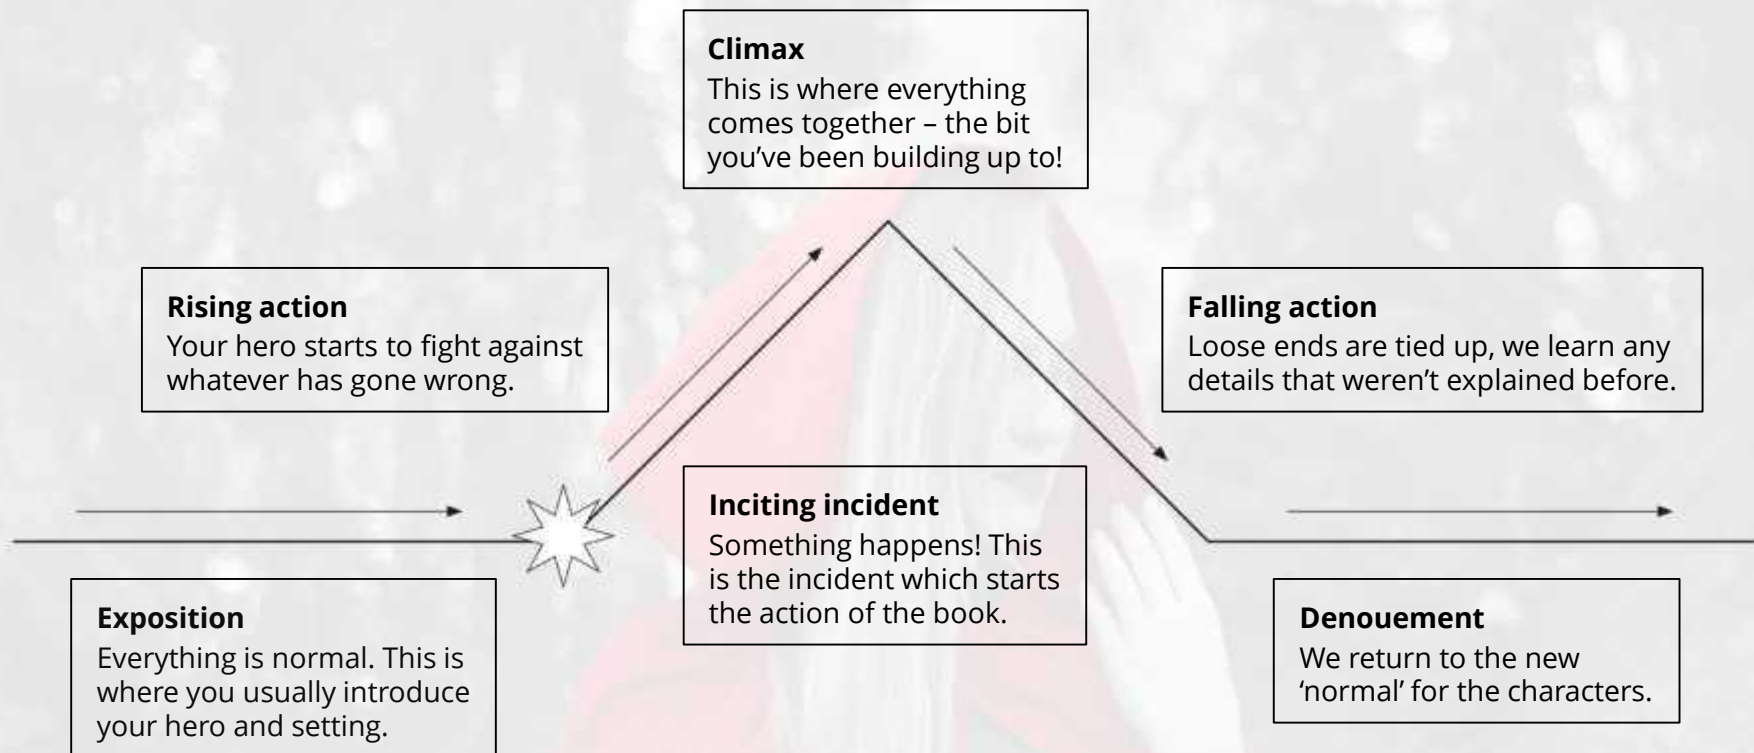 Climax
This is where everything
comes together – the bit
you’ve been building up to!
Rising action
Your hero starts to fight against
whatever has gone wrong.
Falling action
Loose ends are tied up, we learn any
details that weren’t explained before.
Inciting incident
Something happens! This
is the incident which starts
the action of the book.
Exposition
Everything is normal. This is
where you usually introduce
your hero and setting.
Denouement
We return to the new
‘normal’ for the characters.